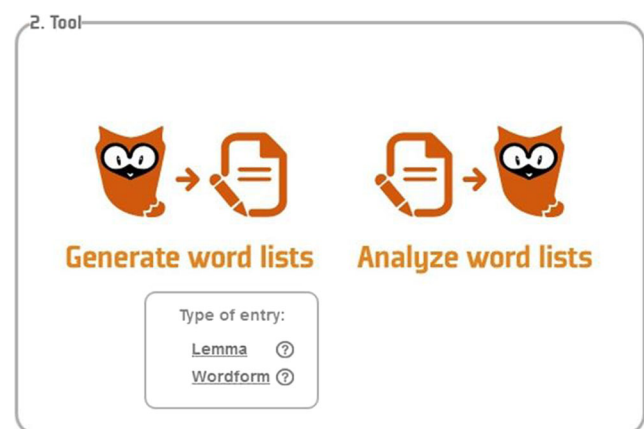 2. Tool
Generate word lists
Analyze word lists
Type of entry:
Lemma ?
Wordform ?